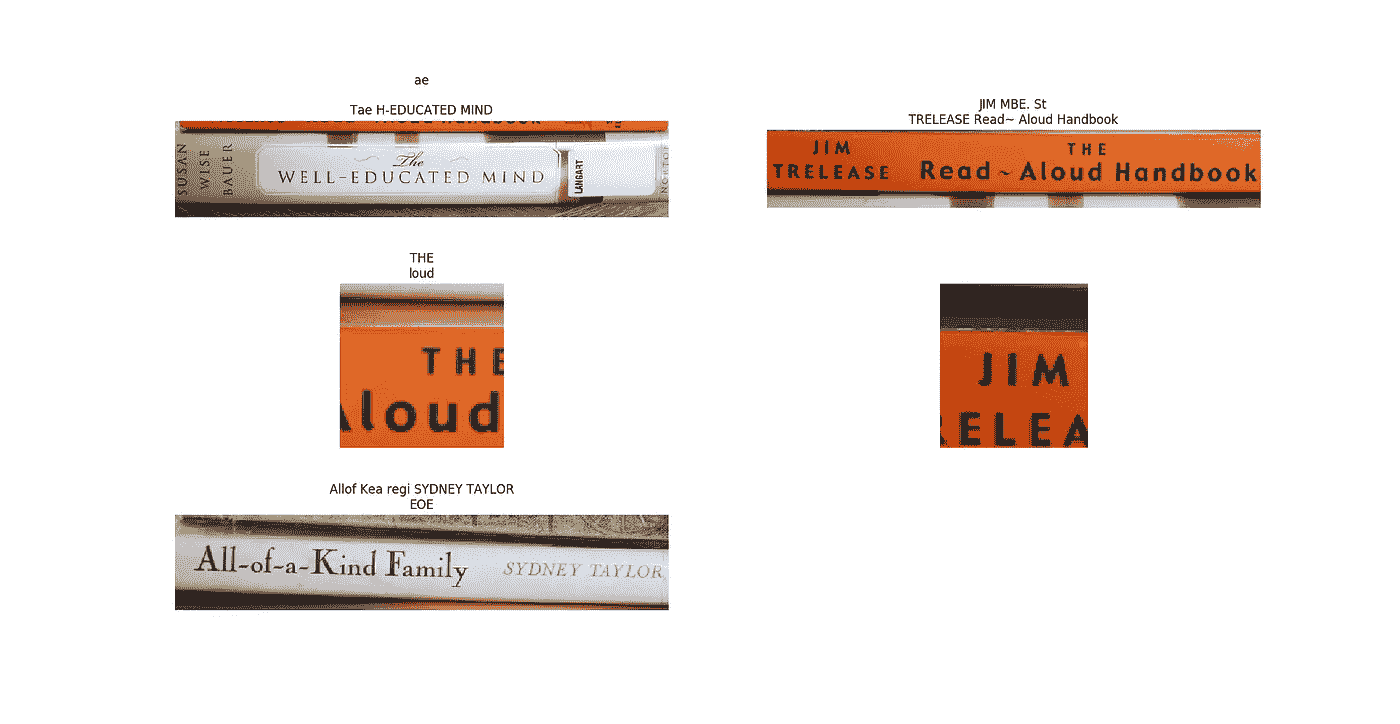 ae
Tae H-EDUCATED MIND
SUSAN
WISE
BAUER
The
WELL-EDUCATED MIND
LANGART
NORTON
JIM MBE. St
TRELEASE Read~ Aloud Handbook
JIM
TRELEASE
THE
Read ~ Aloud Handbook
THE
loud
THE
Aloud
JIM
RELEA
Allof Kea regi SYDNEY TAYLOR
EOE
All-of-a-Kind Family SYDNEY TAYLOR